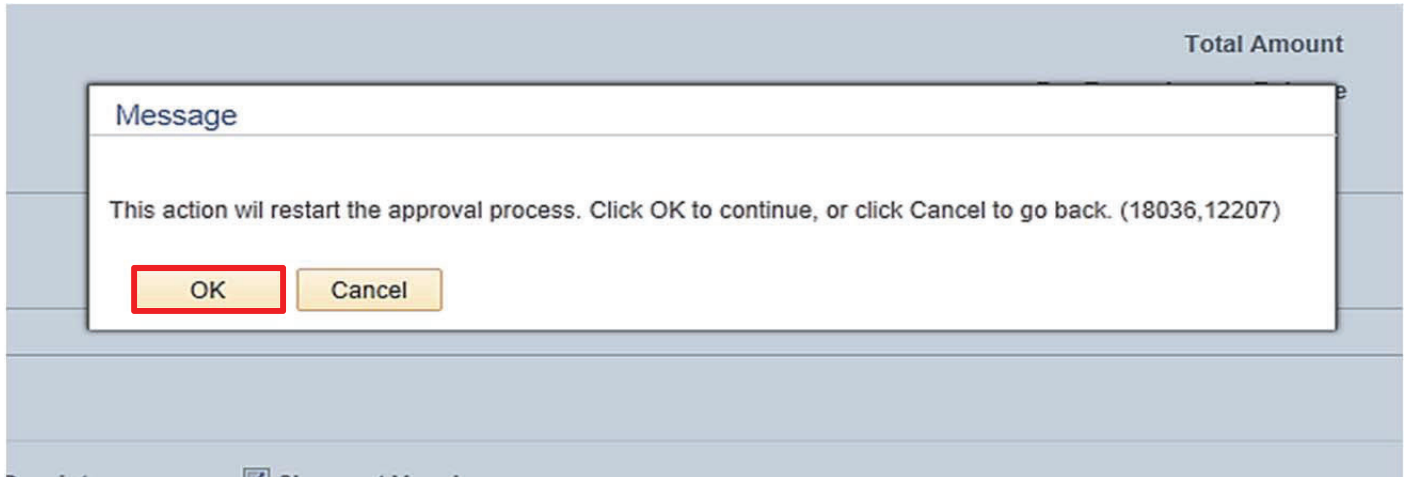 Total Amount
Message
This action wil restart the approval process. Click OK to continue, or click Cancel to go back. (18036,12207)
OK Cancel